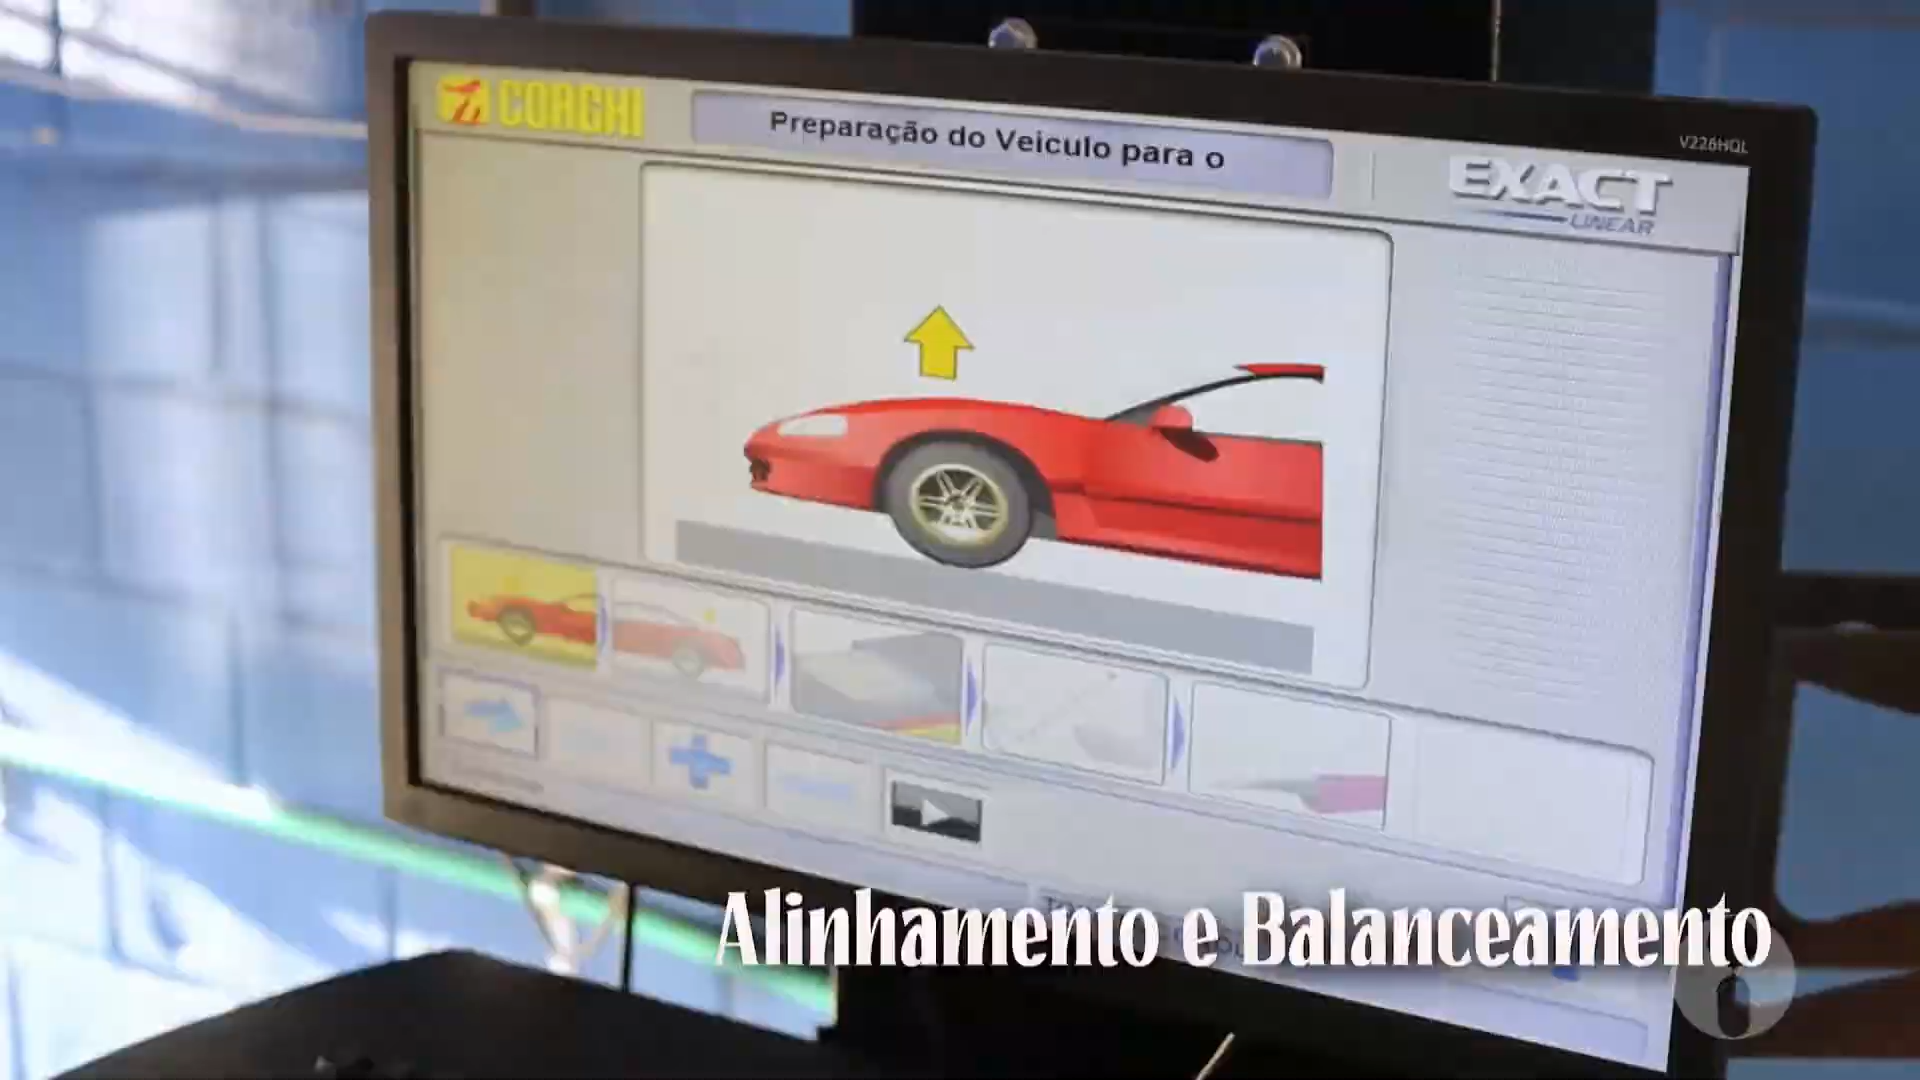 CORGHI
Preparação do Veiculo para o
V226HQL
EXACT
LINEAR
Alinhamento e Balanceamento